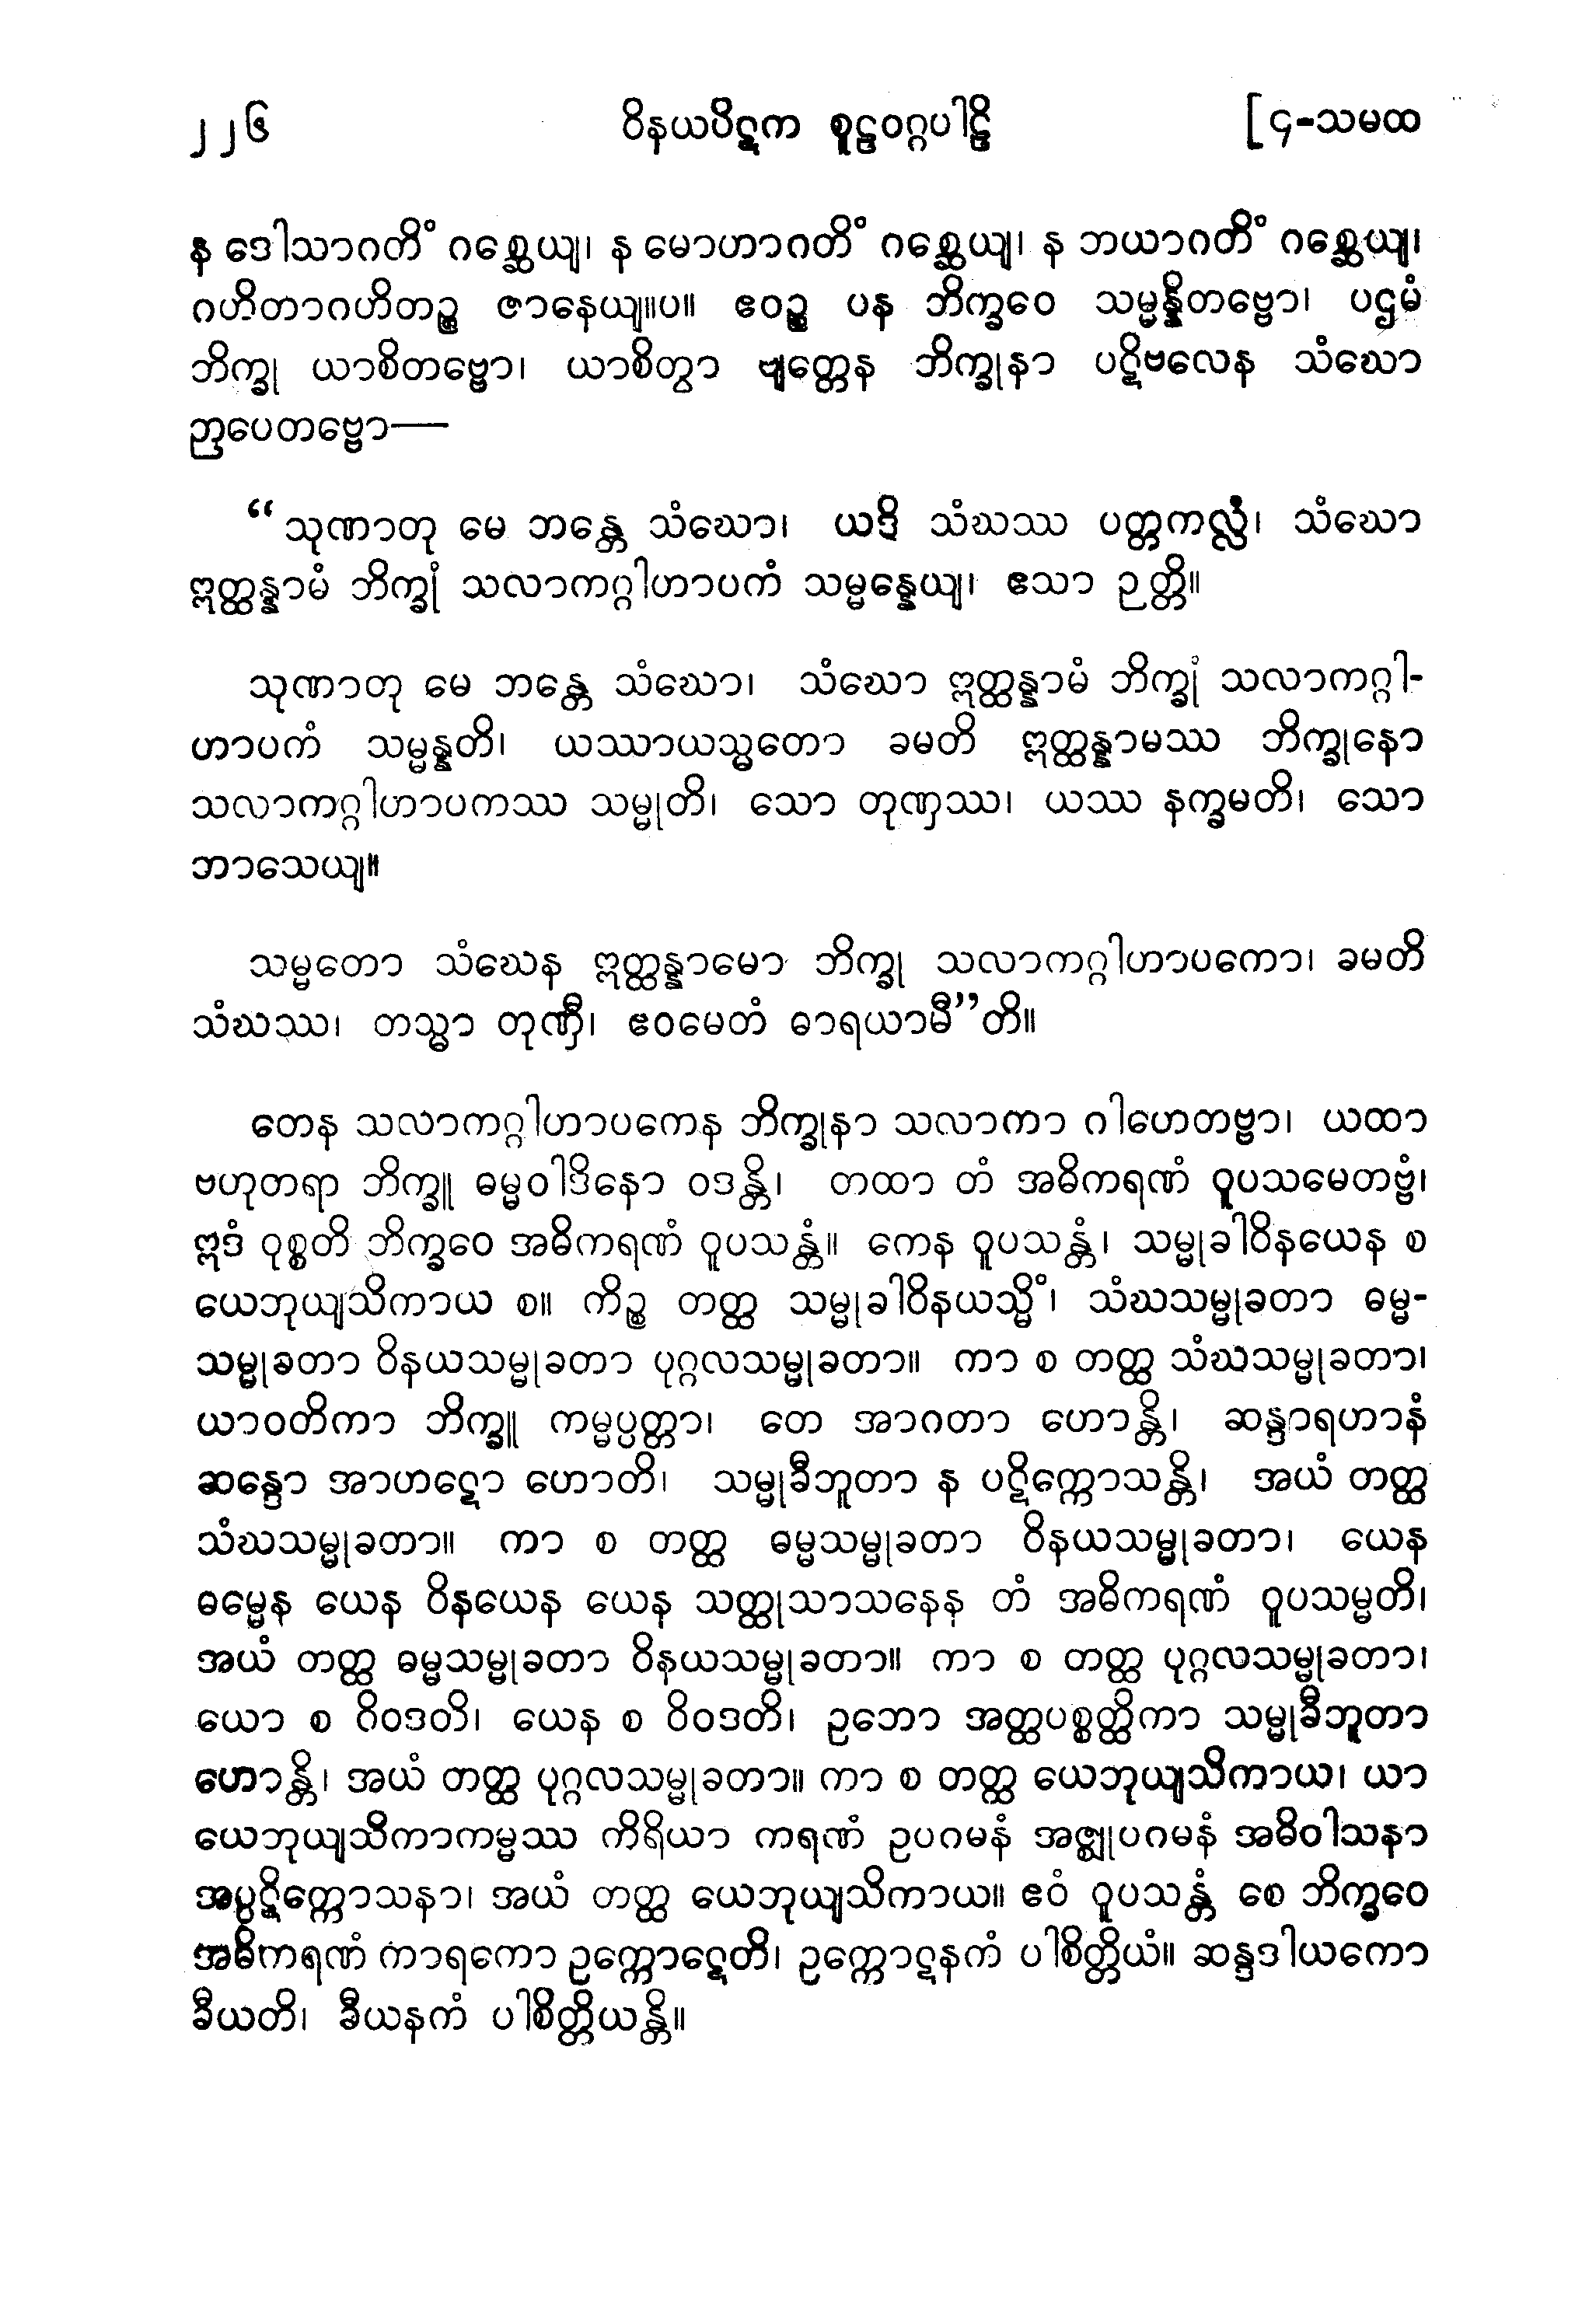 ၂၂၆ ဝိနယပိဋက စူဠဝဂ္ဂပါဠိ [၄-သမထ
န ဒေါသာဂတိံ ဂစ္ဆေယျ၊ န မောဟာဂတိံ ဂစ္ဆေယျ၊ န ဘယာဂတိံ ဂစ္ဆေယျ၊
ဂဟိတာဂဟိတဉ္စ ဇာနေယျ။ပ။ ဧဝဉ္စ ပန ဘိက္ခဝေ သမ္မန္နိတဗ္ဗော၊ ပဌမံ
ဘိက္ခု ယာစိတဗ္ဗော၊ ယာစိတွာ ဗျတ္တေန ဘိက္ခုနာ ပဋိဗလေန သံဃော
ဉာပေတဗ္ဗော—
“သုဏာတု မေ ဘန္တေ သံဃော၊ ယဒိ သံဃဿ ပတ္တကလ္လံ၊ သံဃော
ဣတ္ထန္နာမံ ဘိက္ခုံ သလာကဂ္ဂါဟာပကံ သမ္မန္နေယျ၊ ဧသာ ဉတ္တိ။
သုဏာတု မေ ဘန္တေ သံဃော၊ သံဃော ဣတ္ထန္နာမံ ဘိက္ခုံ သလာကဂ္ဂါ-
ဟာပကံ သမ္မန္နတိ၊ ယဿာယသ္မတော ခမတိ ဣတ္ထန္နာမဿ ဘိက္ခုနော
သလာကဂ္ဂါဟာပကဿ သမ္မုတိ၊ သော တုဏှဿ၊ ယဿ နက္ခမတိ၊ သော
ဘာသေယျ။
သမ္မတော သံဃေန ဣတ္ထန္နာမော ဘိက္ခု သလာကဂ္ဂါဟာပကော၊ ခမတိ
သံဃဿ၊ တသ္မာ တုဏှီ၊ ဧဝမေတံ ဓာရယာမီ”တိ။
တေန သလာကဂ္ဂါဟာပကေန ဘိက္ခုနာ သလာကာ ဂါဟေတဗ္ဗာ၊ ယထာ
ဗဟုတရာ ဘိက္ခူ ဓမ္မဝါဒိနော ဝဒန္တိ၊ တထာ တံ အဓိကရဏံ ဝူပသမေတဗ္ဗံ၊
ဣဒံ ဝုစ္စတိ ဘိက္ခဝေ အဓိကရဏံ ဝူပသန္တံ။ ကေန ဝူပသန္တံ၊ သမ္မုခါဝိနယေန စ
ယေဘုယျသိကာယ စ။ ကိဉ္စ တတ္ထ သမ္မုခါဝိနယသ္မိံ၊ သံဃသမ္မုခတာ ဓမ္မ-
သမ္မုခတာ ဝိနယသမ္မုခတာ ပုဂ္ဂလသမ္မုခတာ။ ကာ စ တတ္ထ သံဃသမ္မုခတာ၊
ယာဝတိကာ ဘိက္ခူ ကမ္မပ္ပတ္တာ၊ တေ အာဂတာ ဟောန္တိ၊ ဆန္ဒာရဟာနံ
ဆန္ဒော အာဟဋော ဟောတိ၊ သမ္မုခီဘူတာ န ပဋိက္ကောသန္တိ၊ အယံ တတ္ထ
သံဃသမ္မုခတာ။ ကာ စ တတ္ထ ဓမ္မသမ္မုခတာ ဝိနယသမ္မုခတာ၊ ယေန
ဓမ္မေန ယေန ဝိနယေန ယေန သတ္ထုသာသနေန တံ အဓိကရဏံ ဝူပသမ္မတိ၊
အယံ တတ္ထ ဓမ္မသမ္မုခတာ ဝိနယသမ္မုခတာ။ ကာ စ တတ္ထ ပုဂ္ဂလသမ္မုခတာ၊
ယော စ ဝိဝဒတိ၊ ယေန စ ဝိဝဒတိ၊ ဥဘော အတ္ထပစ္စတ္ထိကာ သမ္မုခီဘူတာ
ဟောန္တိ၊ အယံ တတ္ထ ပုဂ္ဂလသမ္မုခတာ။ ကာ စ တတ္ထ ယေဘုယျသိကာယ၊ ယာ
ယေဘုယျသိကာကမ္မဿ ကိရိယာ ကရဏံ ဥပဂမနံ အဇ္ဈုပဂမနံ အဓိဝါသနာ
အပ္ပဋိက္ကောသနာ၊ အယံ တတ္ထ ယေဘုယျသိကာယ။ ဧဝံ ဝူပသန္တံ စေ ဘိက္ခဝေ
အဓိကရဏံ ကာရကော ဥက္ကောဋေတိ၊ ဥက္ကောဋနကံ ပါစိတ္တိယံ။ ဆန္ဒဒါယကော
ခီယတိ၊ ခီယနကံ ပါစိတ္တိယန္တိ။